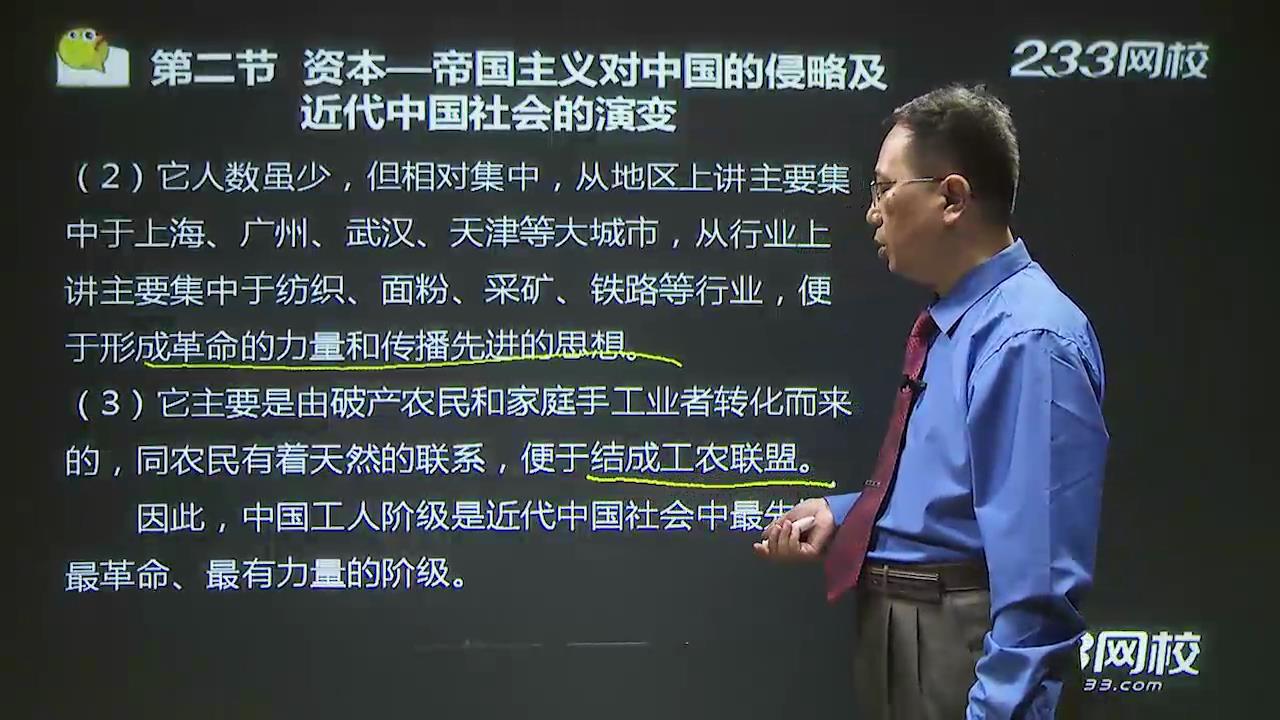 第二节 资本—帝国主义对中国的侵略及
近代中国社会的演变
233网校
（2）它人数虽少，但相对集中，从地区上讲主要集
中于上海、广州、武汉、天津等大城市，从行业上
讲主要集中于纺织、面粉、采矿、铁路等行业，便
于形成革命的力量和传播先进的思想。
（3）它主要是由破产农民和家庭手工业者转化而来
的，同农民有着天然的联系，便于结成工农联盟。
因此，中国工人阶级是近代中国社会中最先
最革命、最有力量的阶级。
3网校
33.com